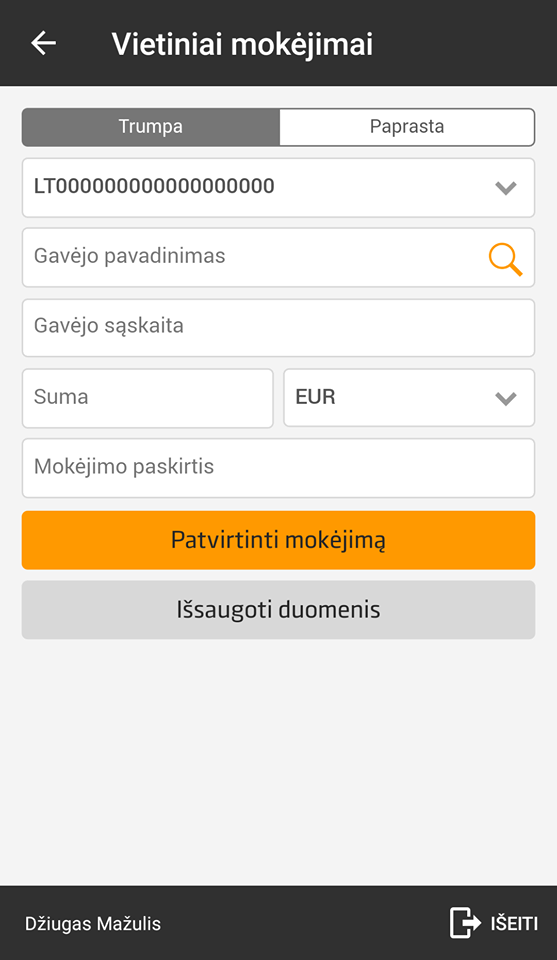 Vietiniai mokėjimai
Trumpa
Paprasta
LT000000000000000000
Gavėjo pavadinimas
Gavėjo sąskaita
Suma
EUR
Mokėjimo paskirtis
Patvirtinti mokėjimą
Išsaugoti duomenis
Džiugas Mažulis
IŠEITI